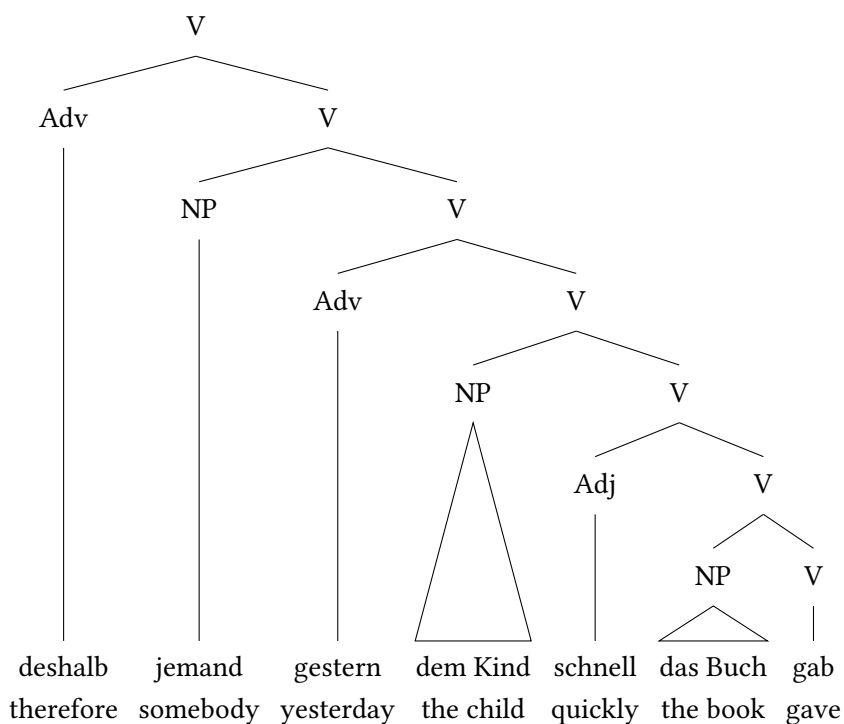 V
Adv V
NP V
Adv V
NP V
Adj V
NP V
deshalb jemand gestern dem Kind schnell das Buch gab
therefore somebody yesterday the child quickly the book gave